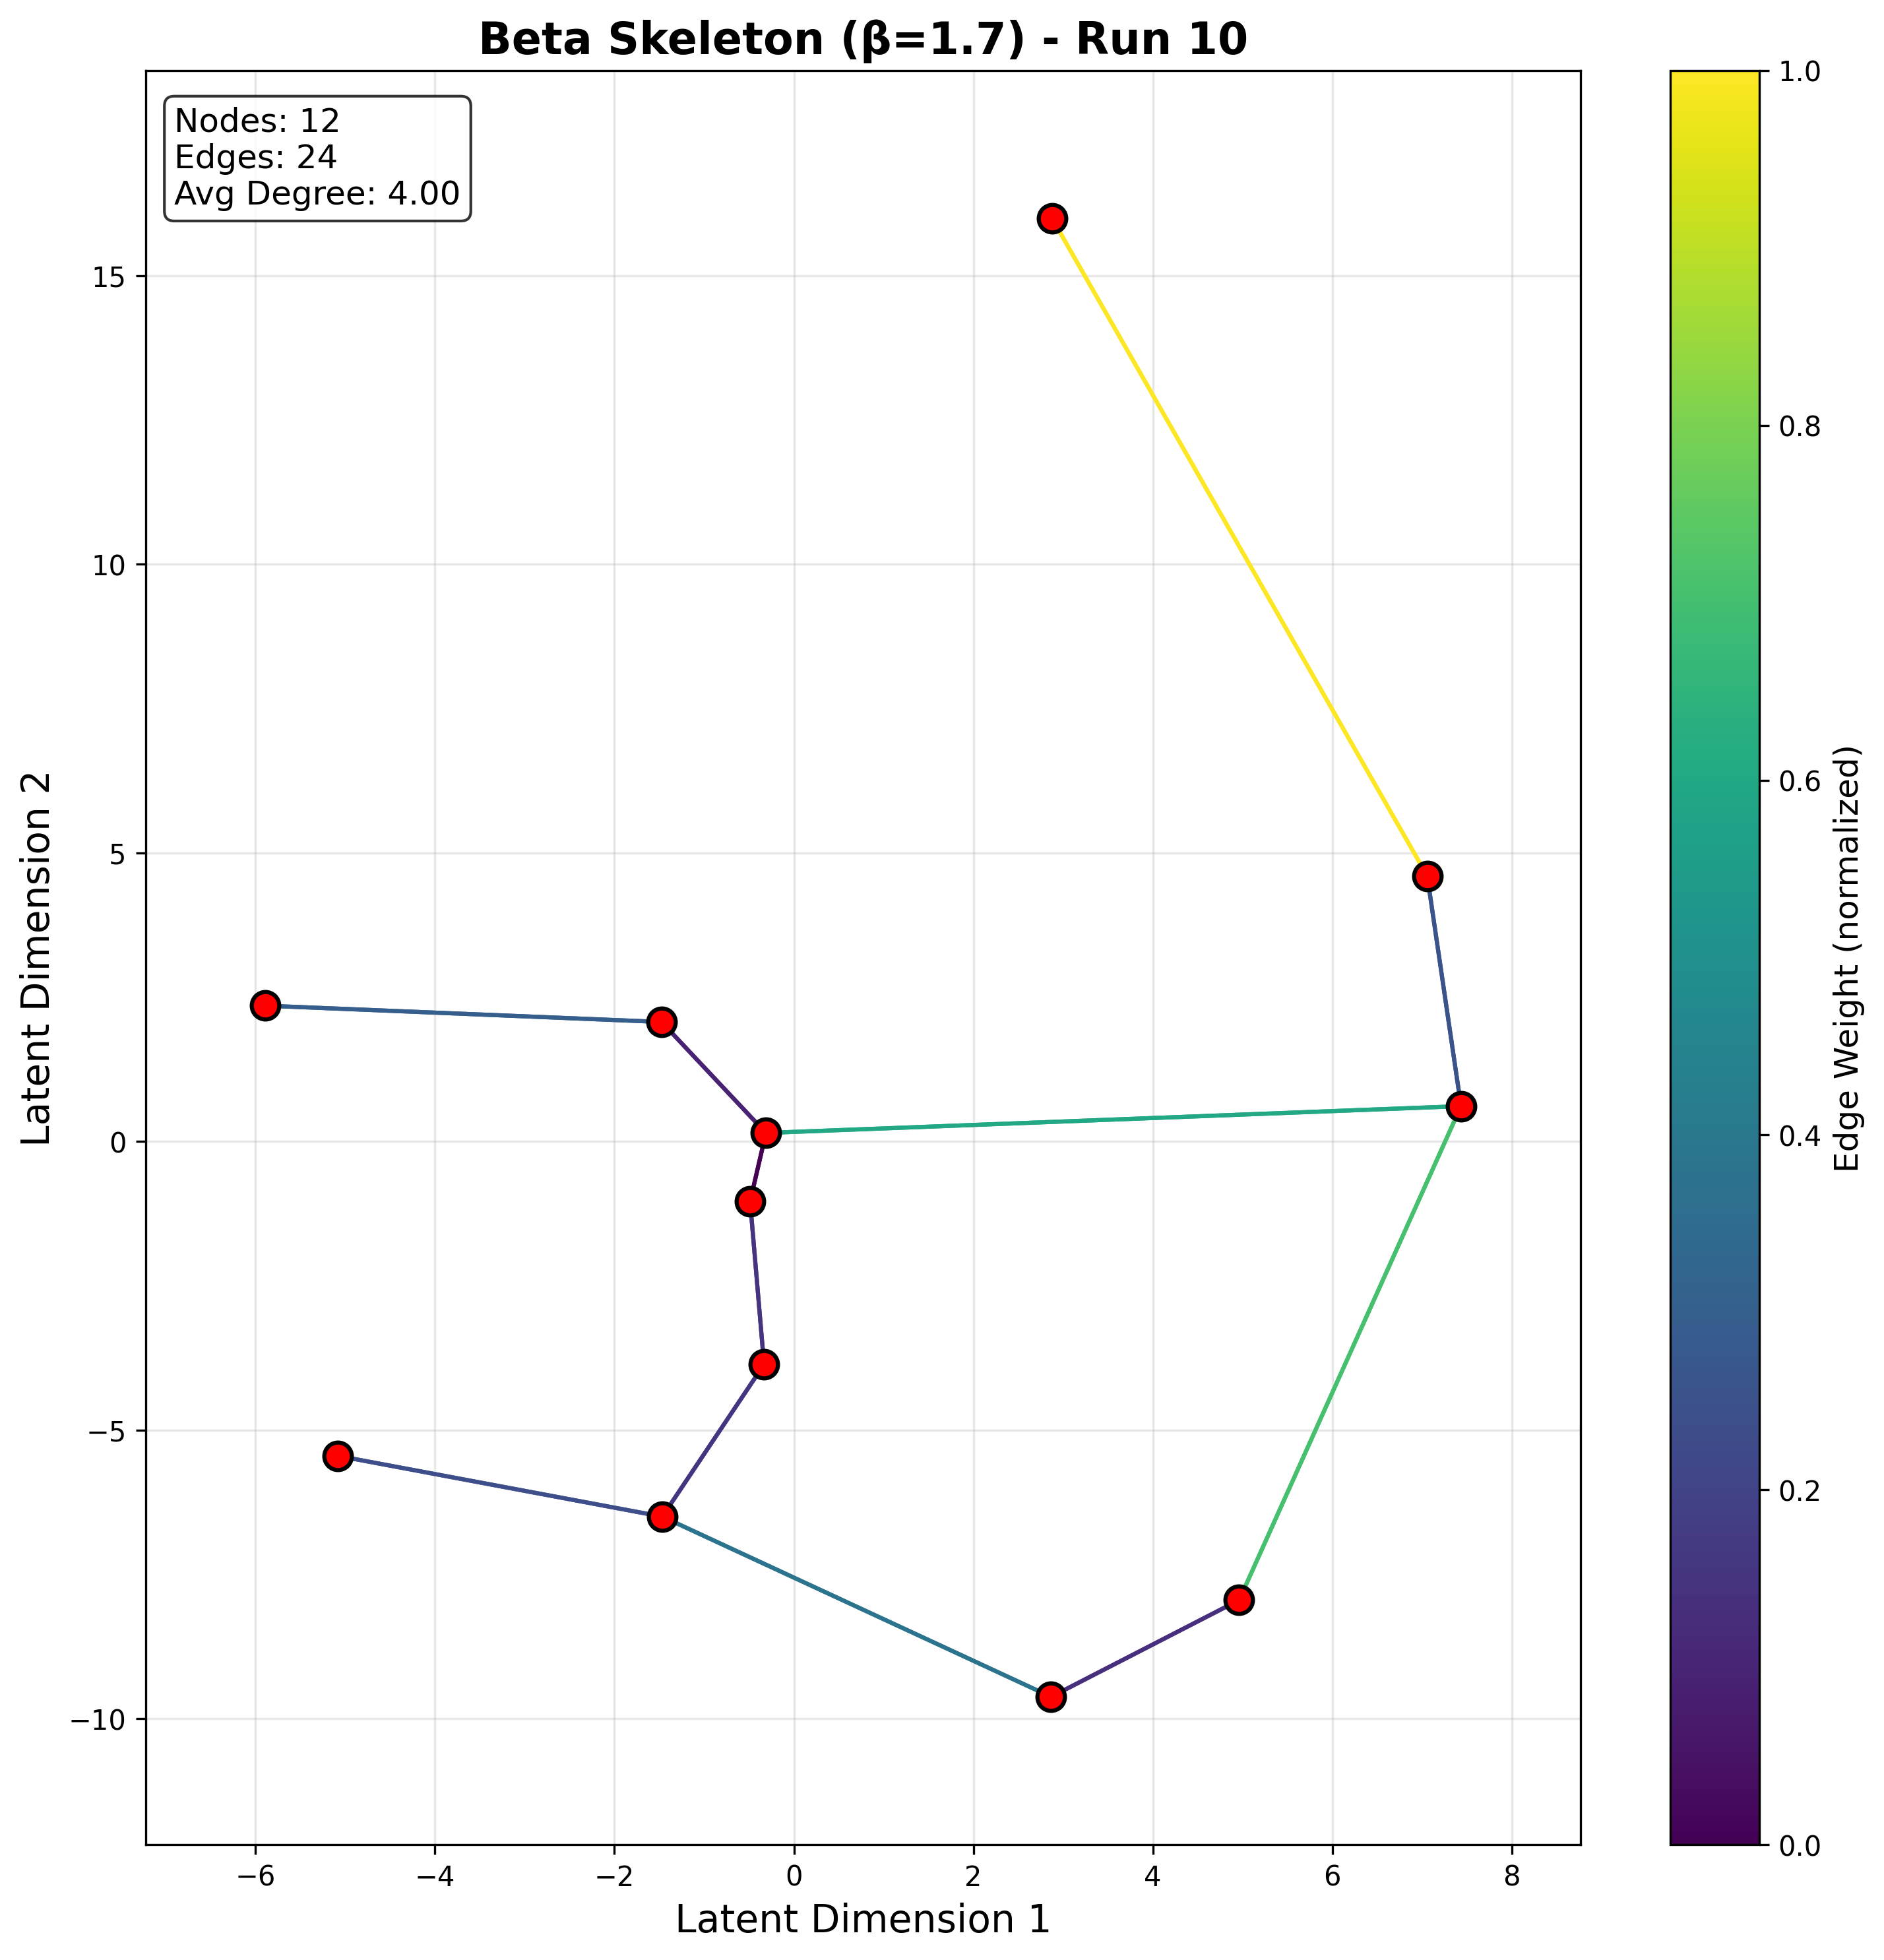 Beta Skeleton (β=1.7) - Run 10
Nodes: 12
Edges: 24
Avg Degree: 4.00
15
10
5
0
−5
−10
Latent Dimension 2
−6
−4
−2
0
2
4
6
8
Latent Dimension 1
1.0
0.8
0.6
0.4
0.2
0.0
Edge Weight (normalized)